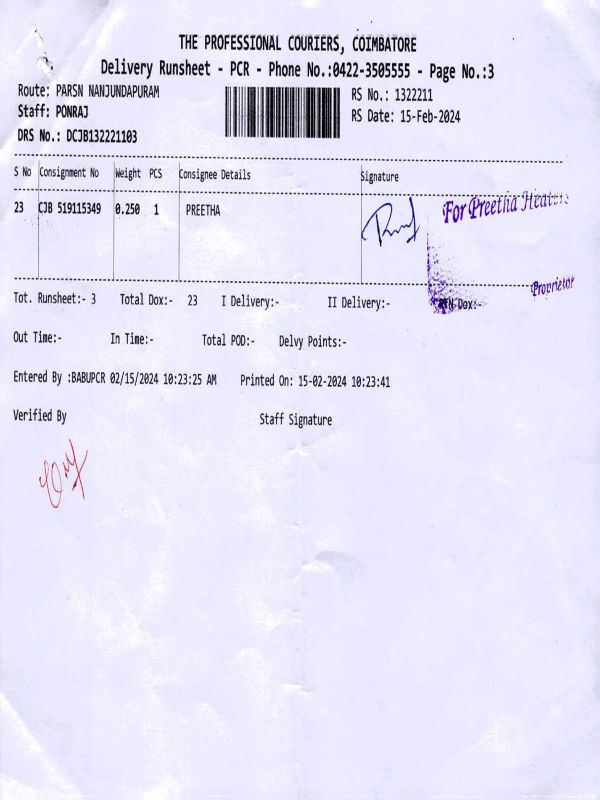 THE PROFESSIONAL COURIERS, COIMBATORE
Delivery Runsheet - PCR - Phone No.:0422-3505555 - Page No.:3
Route: PARSN NANJUNDAPURAM RS No.: 1322211
Staff: PONRAJ RS Date: 15-Feb-2024
DRS No.: DCJB132221103
S No Consignment No Weight PCS Consignee Details Signature
23 CJB 519115349 0.250 1 PREETHA For Preetha Heaters
Proprietor
Tot. Runsheet:- 3 Total Dox:- 23 I Delivery:- II Delivery:- Dox:-
Out Time:- In Time:- Total POD:- Delvy Points:-
Entered By :BABUPCR 02/15/2024 10:23:25 AM Printed On: 15-02-2024 10:23:41
Verified By Staff Signature